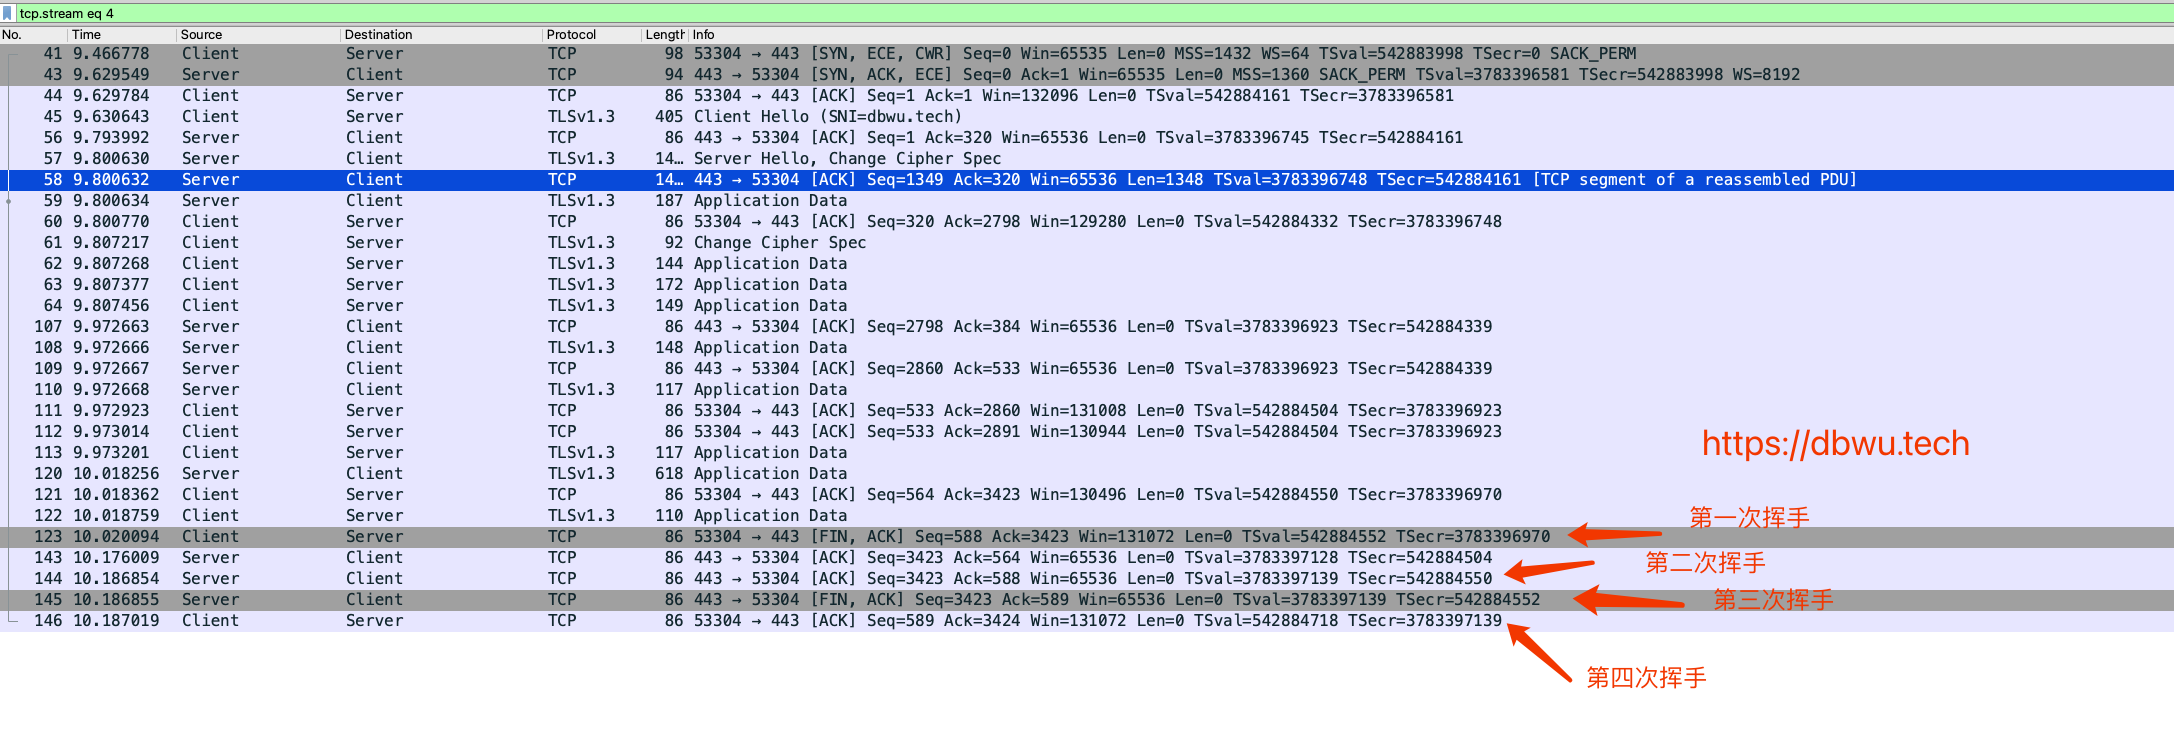 tcp.stream eq 4
No. Time Source Destination Protocol Length Info
41 9.466778 Client Server TCP 98 53304 → 443 [SYN, ECE, CWR] Seq=0 Win=65535 Len=0 MSS=1432 WS=64 TSval=542883998 TSecr=0 SACK_PERM
43 9.629549 Server Client TCP 94 443 → 53304 [SYN, ACK, ECE] Seq=0 Ack=1 Win=65535 Len=0 MSS=1360 SACK_PERM TSval=3783396581 TSecr=542883998 WS=8192
44 9.629784 Client Server TCP 86 53304 → 443 [ACK] Seq=1 Ack=1 Win=132096 Len=0 TSval=542884161 TSecr=3783396581
45 9.630643 Client Server TLSv1.3 405 Client Hello (SNI=dbwu.tech)
56 9.793992 Server Client TCP 86 443 → 53304 [ACK] Seq=1 Ack=320 Win=65536 Len=0 TSval=3783396745 TSecr=542884161
57 9.800630 Server Client TLSv1.3 14… Server Hello, Change Cipher Spec
58 9.800632 Server Client TCP 14… 443 → 53304 [ACK] Seq=1349 Ack=320 Win=65536 Len=1348 TSval=3783396748 TSecr=542884161 [TCP segment of a reassembled PDU]
59 9.800634 Server Client TLSv1.3 187 Application Data
60 9.800770 Client Server TCP 86 53304 → 443 [ACK] Seq=320 Ack=2798 Win=129280 Len=0 TSval=542884332 TSecr=3783396748
61 9.807217 Client Server TLSv1.3 92 Change Cipher Spec
62 9.807268 Client Server TLSv1.3 144 Application Data
63 9.807377 Client Server TLSv1.3 172 Application Data
64 9.807456 Client Server TLSv1.3 149 Application Data
107 9.972663 Server Client TCP 86 443 → 53304 [ACK] Seq=2798 Ack=384 Win=65536 Len=0 TSval=3783396923 TSecr=542884339
108 9.972666 Server Client TLSv1.3 148 Application Data
109 9.972667 Server Client TCP 86 443 → 53304 [ACK] Seq=2860 Ack=533 Win=65536 Len=0 TSval=3783396923 TSecr=542884339
110 9.972668 Server Client TLSv1.3 117 Application Data
111 9.972923 Client Server TCP 86 53304 → 443 [ACK] Seq=533 Ack=2860 Win=131008 Len=0 TSval=542884504 TSecr=3783396923
112 9.973014 Client Server TCP 86 53304 → 443 [ACK] Seq=533 Ack=2891 Win=130944 Len=0 TSval=542884504 TSecr=3783396923
https://dbwu.tech
113 9.973201 Client Server TLSv1.3 117 Application Data
120 10.018256 Server Client TLSv1.3 618 Application Data
121 10.018362 Client Server TCP 86 53304 → 443 [ACK] Seq=564 Ack=3423 Win=130496 Len=0 TSval=542884550 TSecr=3783396970
122 10.018759 Client Server TLSv1.3 110 Application Data
第一次挥手
123 10.020094 Client Server TCP 86 53304 → 443 [FIN, ACK] Seq=588 Ack=3423 Win=131072 Len=0 TSval=542884552 TSecr=3783396970
143 10.176009 Server Client TCP 86 443 → 53304 [ACK] Seq=3423 Ack=564 Win=65536 Len=0 TSval=3783397128 TSecr=542884504
第二次挥手
144 10.186854 Server Client TCP 86 443 → 53304 [ACK] Seq=3423 Ack=588 Win=65536 Len=0 TSval=3783397139 TSecr=542884550
145 10.186855 Server Client TCP 86 443 → 53304 [FIN, ACK] Seq=3423 Ack=589 Win=65536 Len=0 TSval=3783397139 TSecr=542884552
第三次挥手
146 10.187019 Client Server TCP 86 53304 → 443 [ACK] Seq=589 Ack=3424 Win=131072 Len=0 TSval=542884718 TSecr=3783397139
第四次挥手